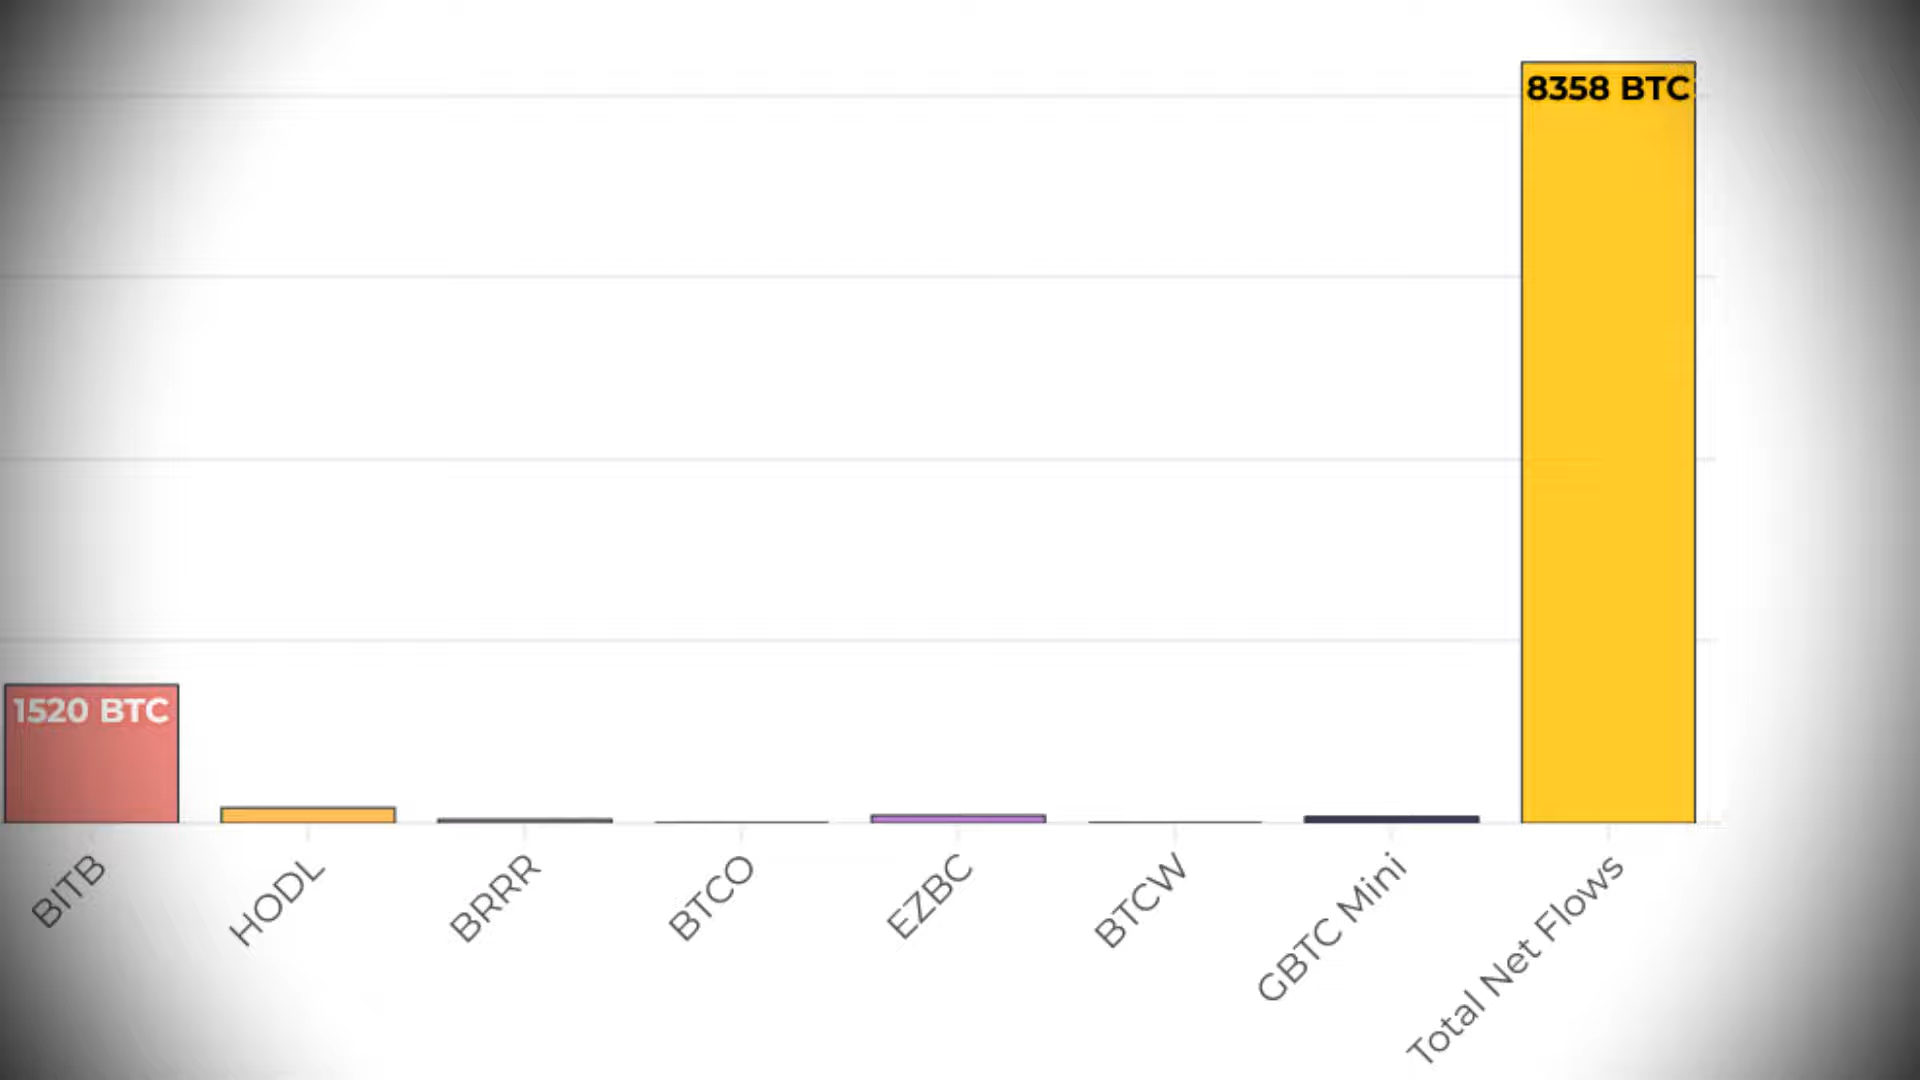 8358 BTC
1520 BTC
BITB
HODL
BRRR
BTCO
EZBC
BTCW
GBTC Mini
Total Net Flows